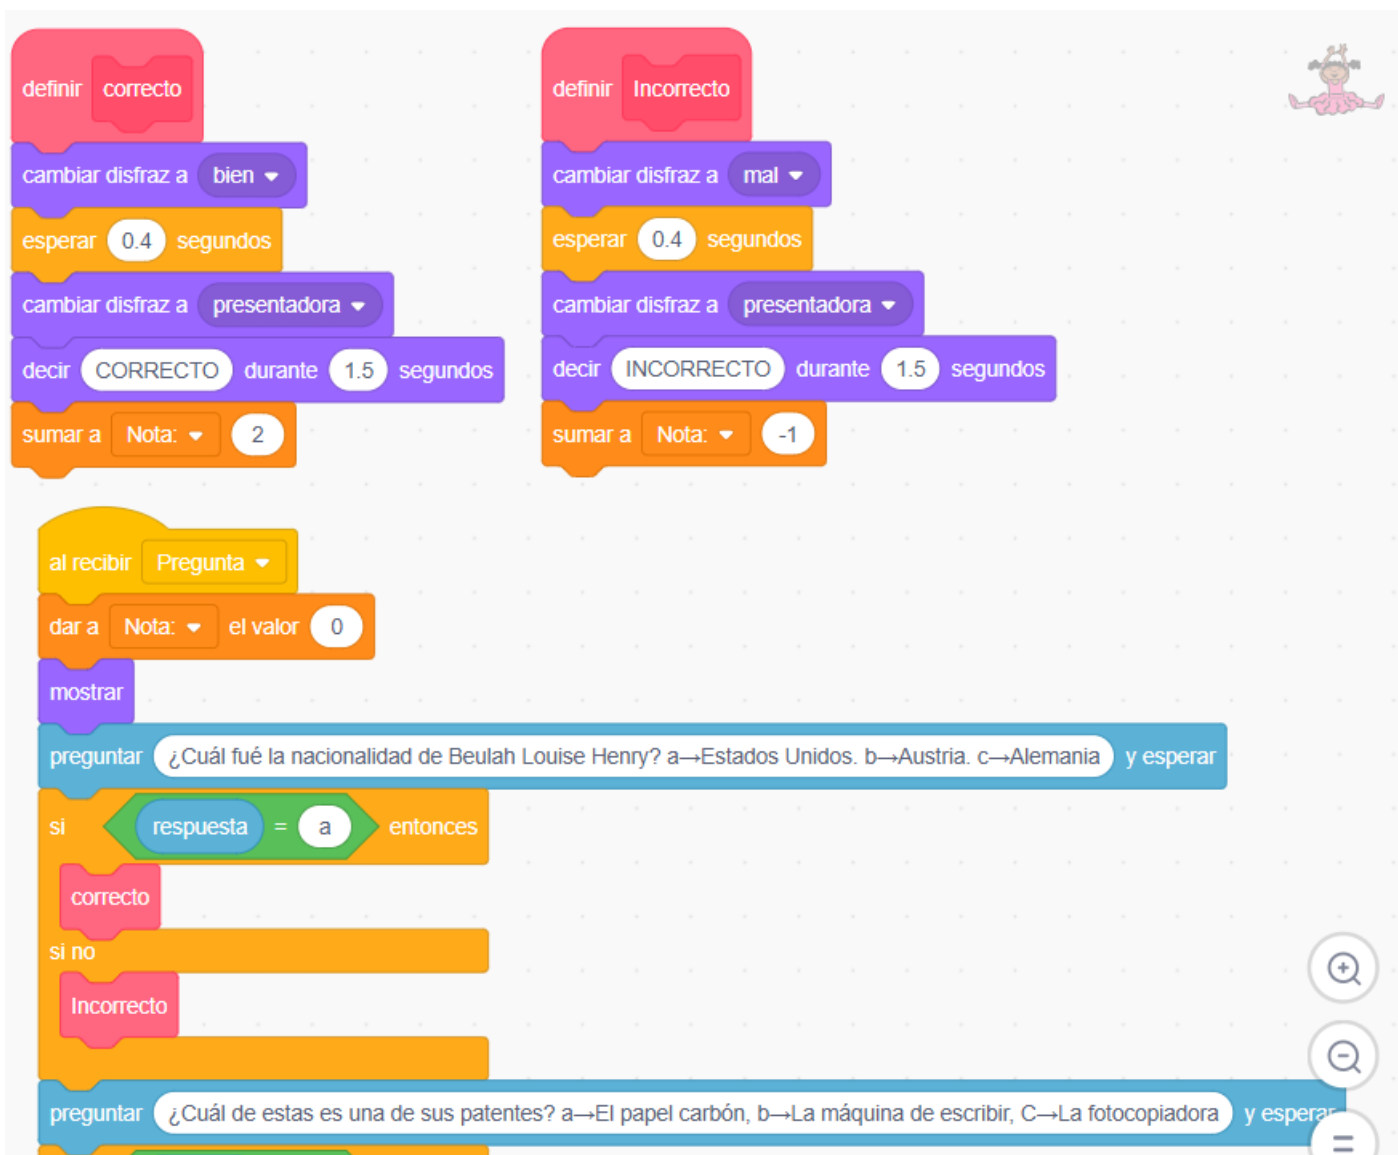 definir correcto
cambiar disfraz a bien
esperar 0.4 segundos
cambiar disfraz a presentadora
decir CORRECTO durante 1.5 segundos
sumar a Nota: 2
definir Incorrecto
cambiar disfraz a mal
esperar 0.4 segundos
cambiar disfraz a presentadora
decir INCORRECTO durante 1.5 segundos
sumar a Nota: -1
al recibir Pregunta
dar a Nota: el valor 0
mostrar
preguntar ¿Cuál fué la nacionalidad de Beulah Louise Henry? a→Estados Unidos. b→Austria. c→Alemania y esperar
si respuesta = a entonces
correcto
si no
Incorrecto
preguntar ¿Cuál de estas es una de sus patentes? a→El papel carbón, b→La máquina de escribir, C→La fotocopiadora y esperar